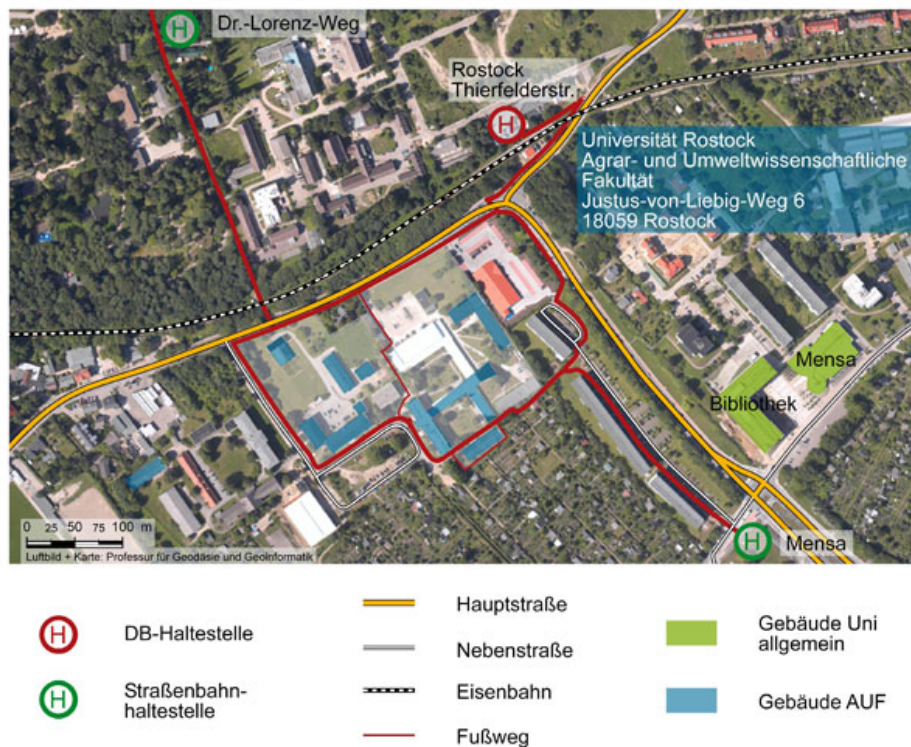 H
Dr.-Lorenz-Weg
Rostock
Thierfelderstr.
H
Universität Rostock
Agrar- und Umweltwissenschaftliche
Fakultät
Justus-von-Liebig-Weg 6
18059 Rostock
Mensa
Bibliothek
0 25 50 75 100 m
Luftbild + Karte: Professur für Geodäsie und Geoinformatik
H
Mensa
H
DB-Haltestelle
H
Straßenbahn-
haltestelle
Hauptstraße
Nebenstraße
Eisenbahn
Fußweg
Gebäude Uni
allgemein
Gebäude AUF